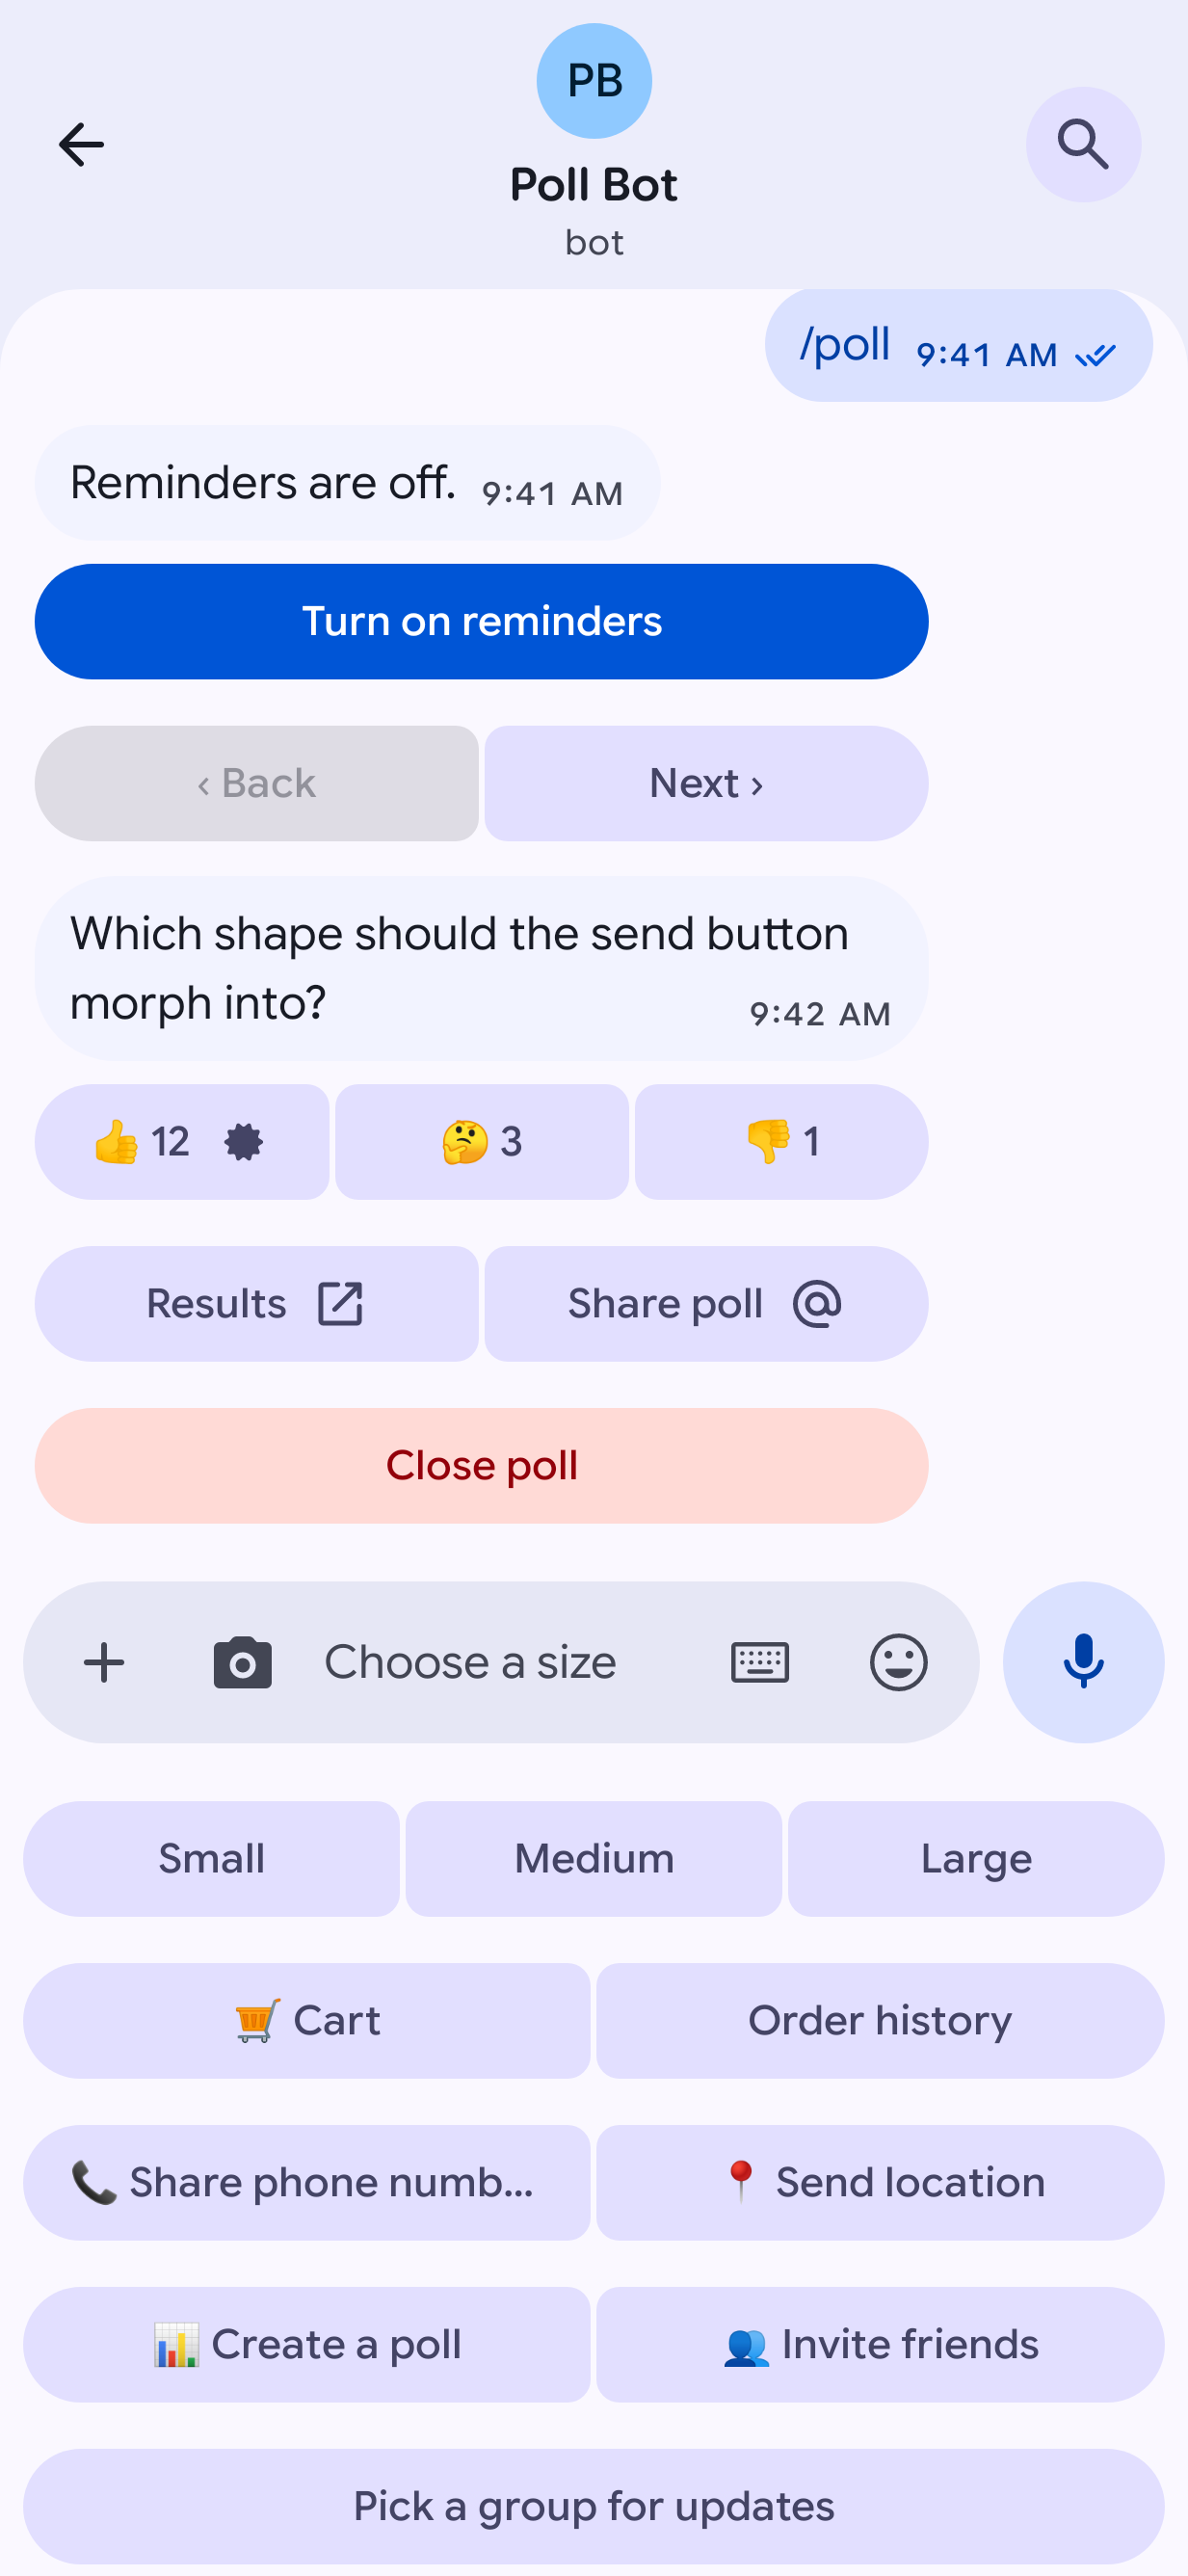 PB
Poll Bot
bot
/poll 9:41 AM
Reminders are off. 9:41 AM
Turn on reminders
‹ Back
Next ›
Which shape should the send button
morph into? 9:42 AM
👍 12
🤔 3
👎 1
Results
Share poll
Close poll
Choose a size
Small
Medium
Large
🛒 Cart
Order history
📞 Share phone numb...
📍 Send location
📊 Create a poll
👥 Invite friends
Pick a group for updates